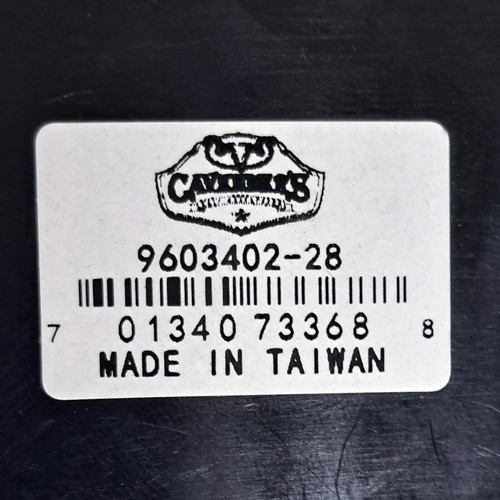 CAVENDER'S
9603402-28
7 01340 73368 8
MADE IN TAIWAN